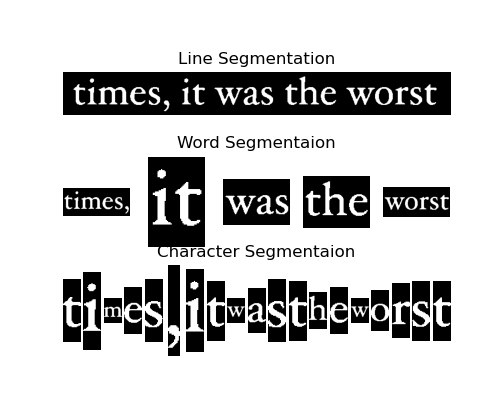 Line Segmentation
times, it was the worst
Word Segmentaion
times, it was the worst
Character Segmentaion
t i m e s , i t w a s t h e w o r s t